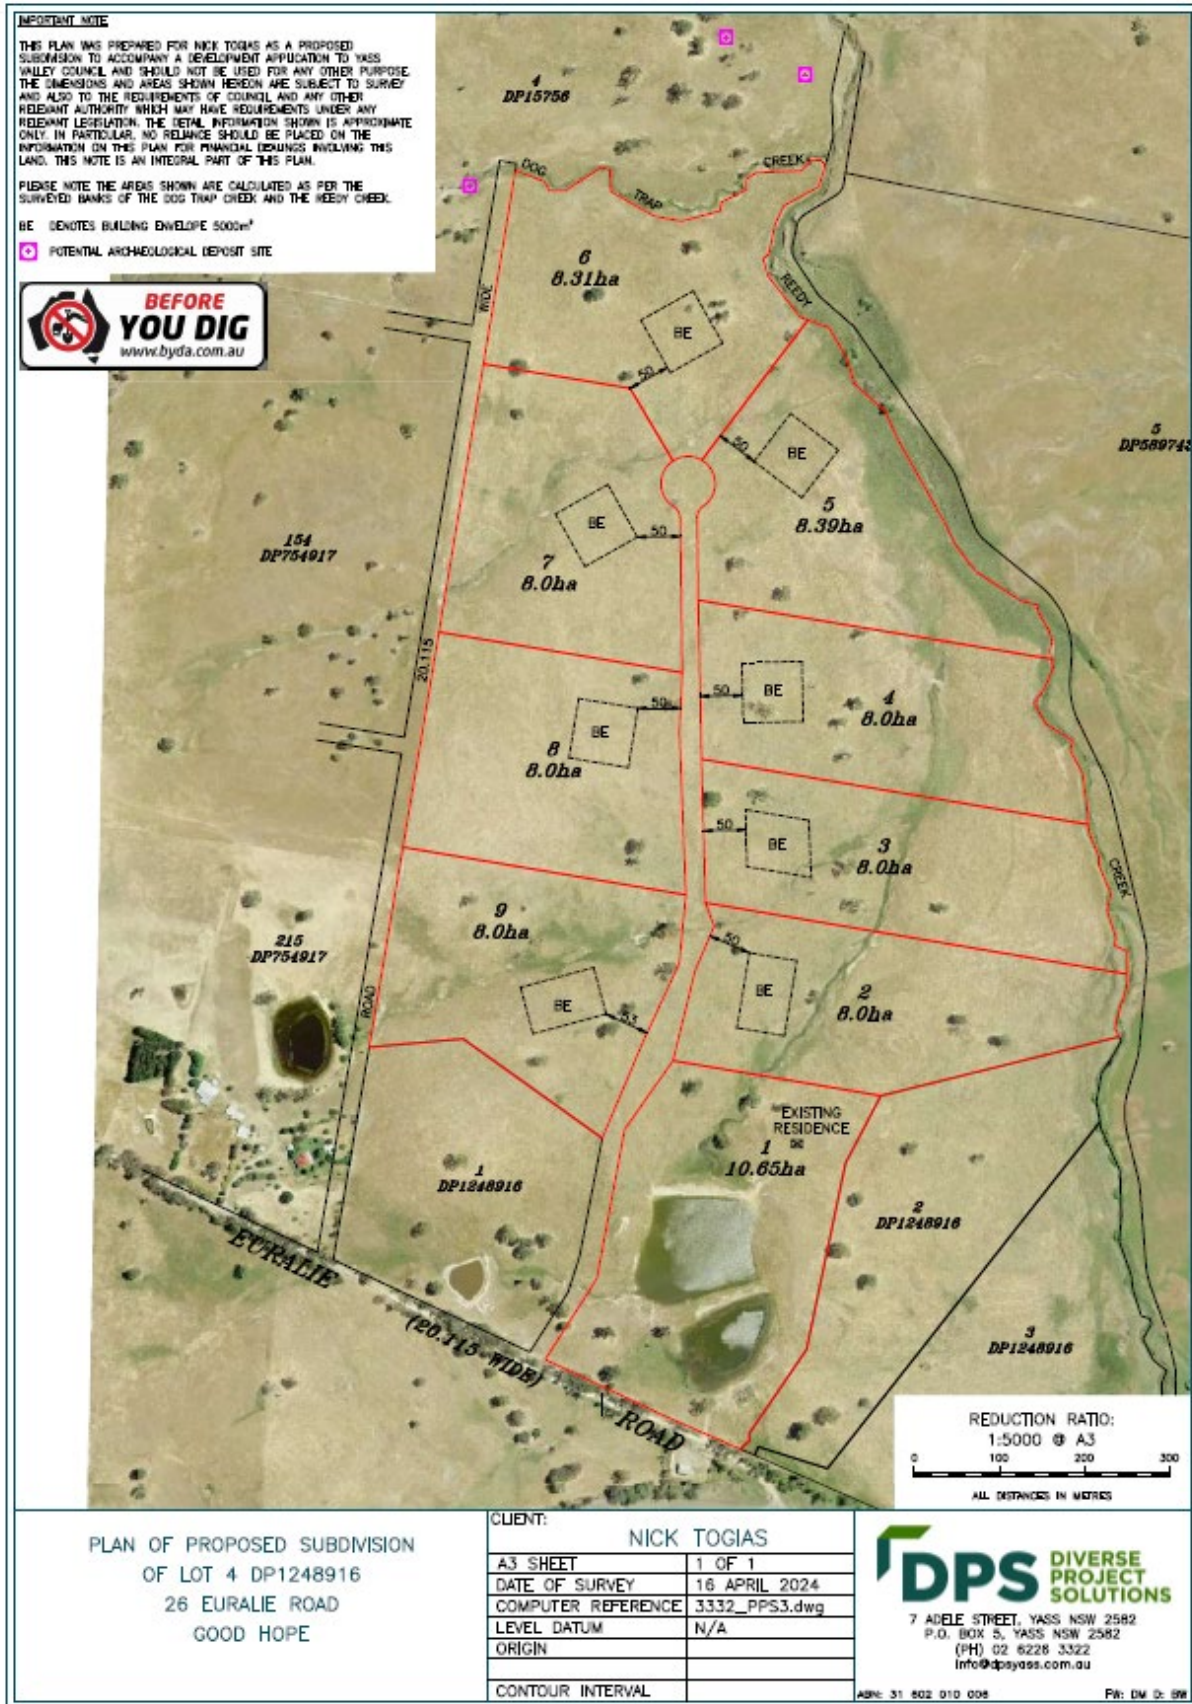 IMPORTANT NOTE
THIS PLAN WAS PREPARED FOR NICK TOGIAS AS A PROPOSED
SUBDIVISION TO ACCOMPANY A DEVELOPMENT APPLICATION TO YASS
VALLEY COUNCIL AND SHOULD NOT BE USED FOR ANY OTHER PURPOSE.
THE DIMENSIONS AND AREAS SHOWN HEREON ARE SUBJECT TO SURVEY
AND ALSO TO THE REQUIREMENTS OF COUNCIL AND ANY OTHER
RELEVANT AUTHORITY WHICH MAY HAVE REQUIREMENTS UNDER ANY
RELEVANT LEGISLATION. THE DETAIL INFORMATION SHOWN IS APPROXIMATE
ONLY. IN PARTICULAR, NO RELIANCE SHOULD BE PLACED ON THE
INFORMATION ON THIS PLAN FOR FINANCIAL DEALINGS INVOLVING THIS
LAND. THIS NOTE IS AN INTEGRAL PART OF THIS PLAN.
PLEASE NOTE THE AREAS SHOWN ARE CALCULATED AS PER THE
SURVEYED BANKS OF THE DOG TRAP CREEK AND THE REEDY CREEK.
BE DENOTES BUILDING ENVELOPE 5000m²
POTENTIAL ARCHAEOLOGICAL DEPOSIT SITE
BEFORE
YOU DIG
www.byda.com.au
4
DP15756
DOG
TRAP
CREEK
6
8.31ha
WIDE
REEDY
BE
50
5
DP589743
50
BE
5
8.39ha
154
DP754917
BE
50
7
8.0ha
20.115
50
BE
4
8.0ha
50
BE
8
8.0ha
50
BE
3
8.0ha
CREEK
9
8.0ha
215
DP754917
ROAD
50
BE
2
8.0ha
BE
53
EXISTING
RESIDENCE
1
10.65ha
1
DP1248916
2
DP1248916
3
DP1248916
EURALIE
(20.115 WIDE)
ROAD
REDUCTION RATIO:
1:5000 @ A3
0 100 200 300
ALL DISTANCES IN METRES
PLAN OF PROPOSED SUBDIVISION
OF LOT 4 DP1248916
26 EURALIE ROAD
GOOD HOPE
CLIENT:
NICK TOGIAS
A3 SHEET 1 OF 1
DATE OF SURVEY 16 APRIL 2024
COMPUTER REFERENCE 3332_PPS3.dwg
LEVEL DATUM N/A
ORIGIN
CONTOUR INTERVAL
DPS
DIVERSE
PROJECT
SOLUTIONS
7 ADELE STREET, YASS NSW 2582
P.O. BOX 5, YASS NSW 2582
(PH) 02 6226 3322
info@dpsyass.com.au
ABN: 31 602 010 006
FW: DM D: BW